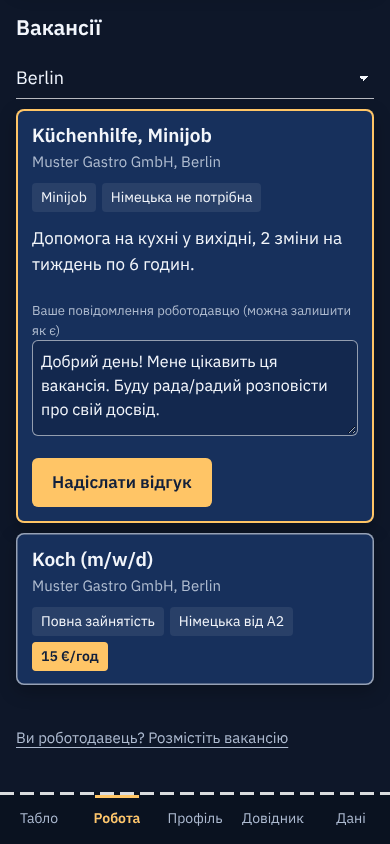 Вакансії
Berlin
Küchenhilfe, Minijob
Muster Gastro GmbH, Berlin
Minijob
Німецька не потрібна
Допомога на кухні у вихідні, 2 зміни на
тиждень по 6 годин.
Ваше повідомлення роботодавцю (можна залишити
як є)
Добрий день! Мене цікавить ця
вакансія. Буду рада/радий розповісти
про свій досвід.
Надіслати відгук
Koch (m/w/d)
Muster Gastro GmbH, Berlin
Повна зайнятість
Німецька від A2
15 €/год
Ви роботодавець? Розмістіть вакансію
Табло
Робота
Профіль
Довідник
Дані